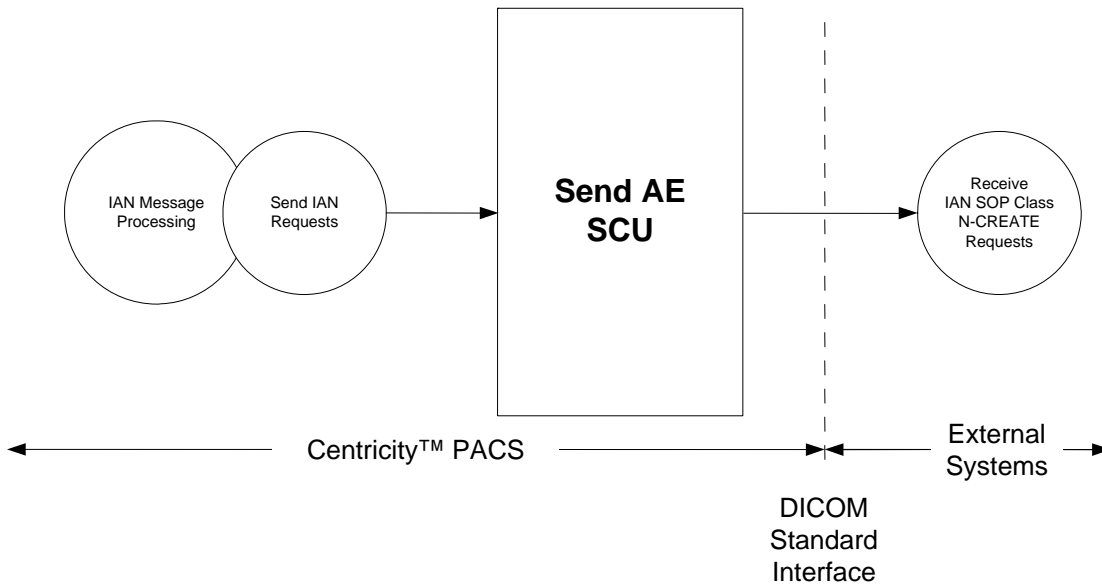 IAN Message
Processing
Send IAN
Requests
Send AE
SCU
Receive
IAN SOP Class
N-CREATE
Requests
Centricity™ PACS
External
Systems
DICOM
Standard
Interface